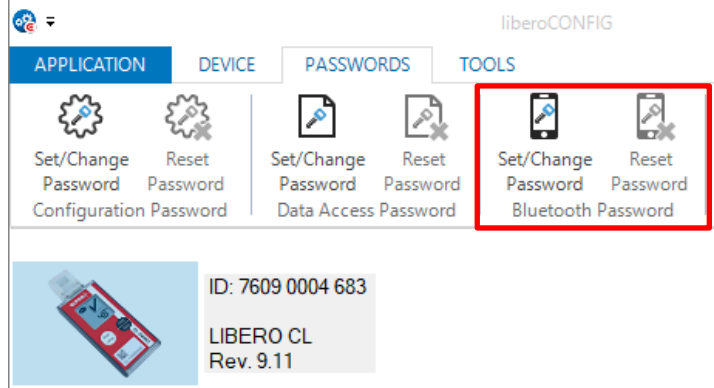 liberoCONFIG
APPLICATION DEVICE PASSWORDS TOOLS
Set/Change Password
Reset Password
Configuration Password
Set/Change Password
Reset Password
Data Access Password
Set/Change Password
Reset Password
Bluetooth Password
ID: 7609 0004 683
LIBERO CL
Rev. 9.11